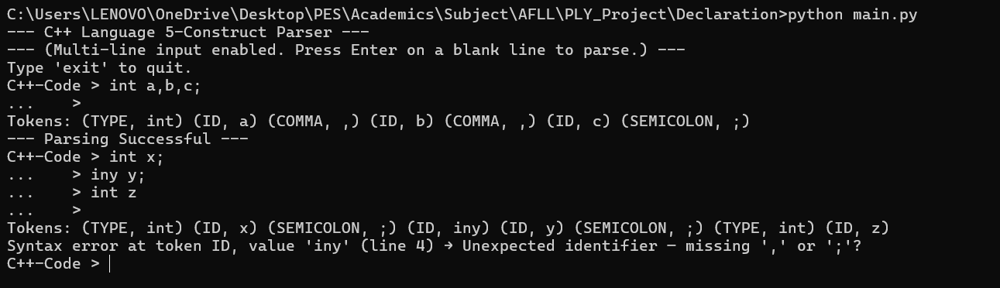 C:\Users\LENOVO\OneDrive\Desktop\PES\Academics\Subject\AFLL\PLY_Project\Declaration>python main.py
--- C++ Language 5-Construct Parser ---
--- (Multi-line input enabled. Press Enter on a blank line to parse.) ---
Type 'exit' to quit.
C++-Code > int a,b,c;
...    >
Tokens: (TYPE, int) (ID, a) (COMMA, ,) (ID, b) (COMMA, ,) (ID, c) (SEMICOLON, ;)
--- Parsing Successful ---
C++-Code > int x;
...    > iny y;
...    > int z
...    >
Tokens: (TYPE, int) (ID, x) (SEMICOLON, ;) (ID, iny) (ID, y) (SEMICOLON, ;) (TYPE, int) (ID, z)
Syntax error at token ID, value 'iny' (line 4) → Unexpected identifier — missing ',' or ';'?
C++-Code >